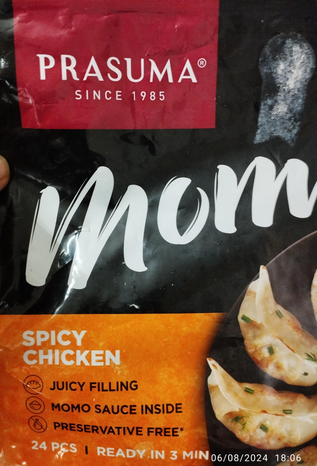 PRASUMA®
SINCE 1985
mom
SPICY
CHICKEN
JUICY FILLING
MOMO SAUCE INSIDE
PRESERVATIVE FREE*
24 PCS | READY IN 3 MIN
06/08/2024 18:06